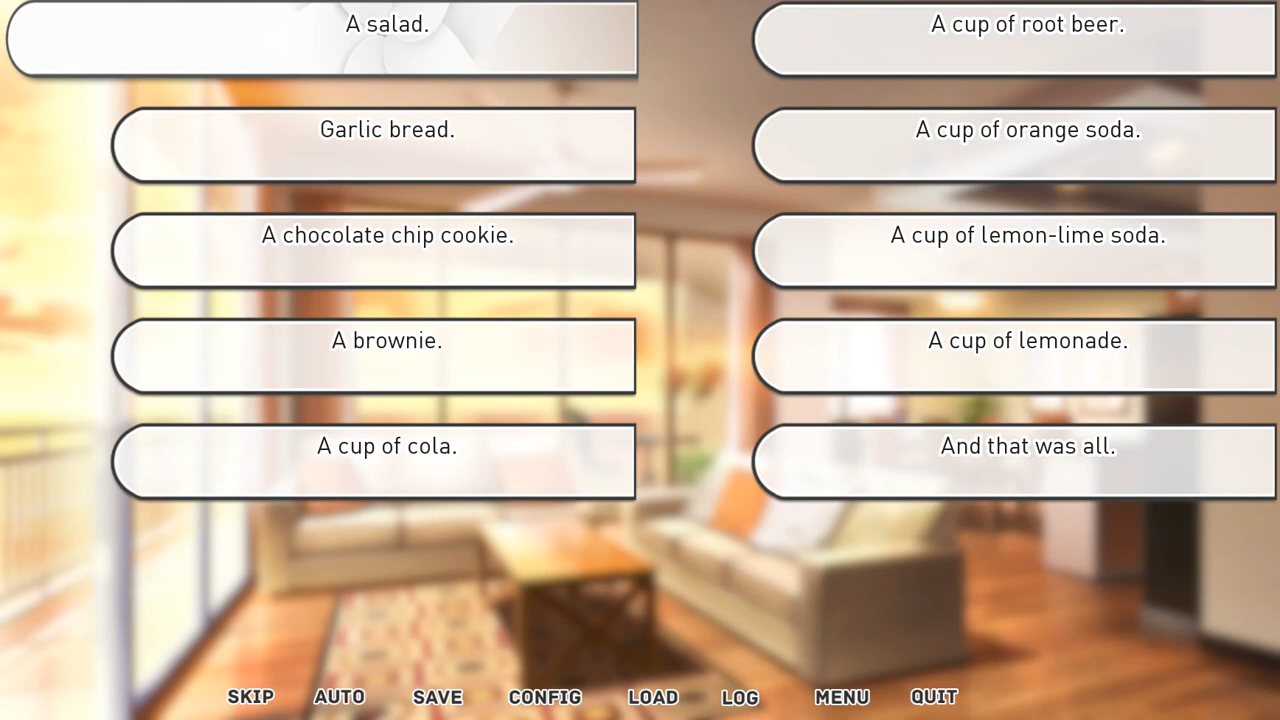 A salad.
Garlic bread.
A chocolate chip cookie.
A brownie.
A cup of cola.
A cup of root beer.
A cup of orange soda.
A cup of lemon-lime soda.
A cup of lemonade.
And that was all.
SKIP AUTO SAVE CONFIG LOAD LOG MENU QUIT